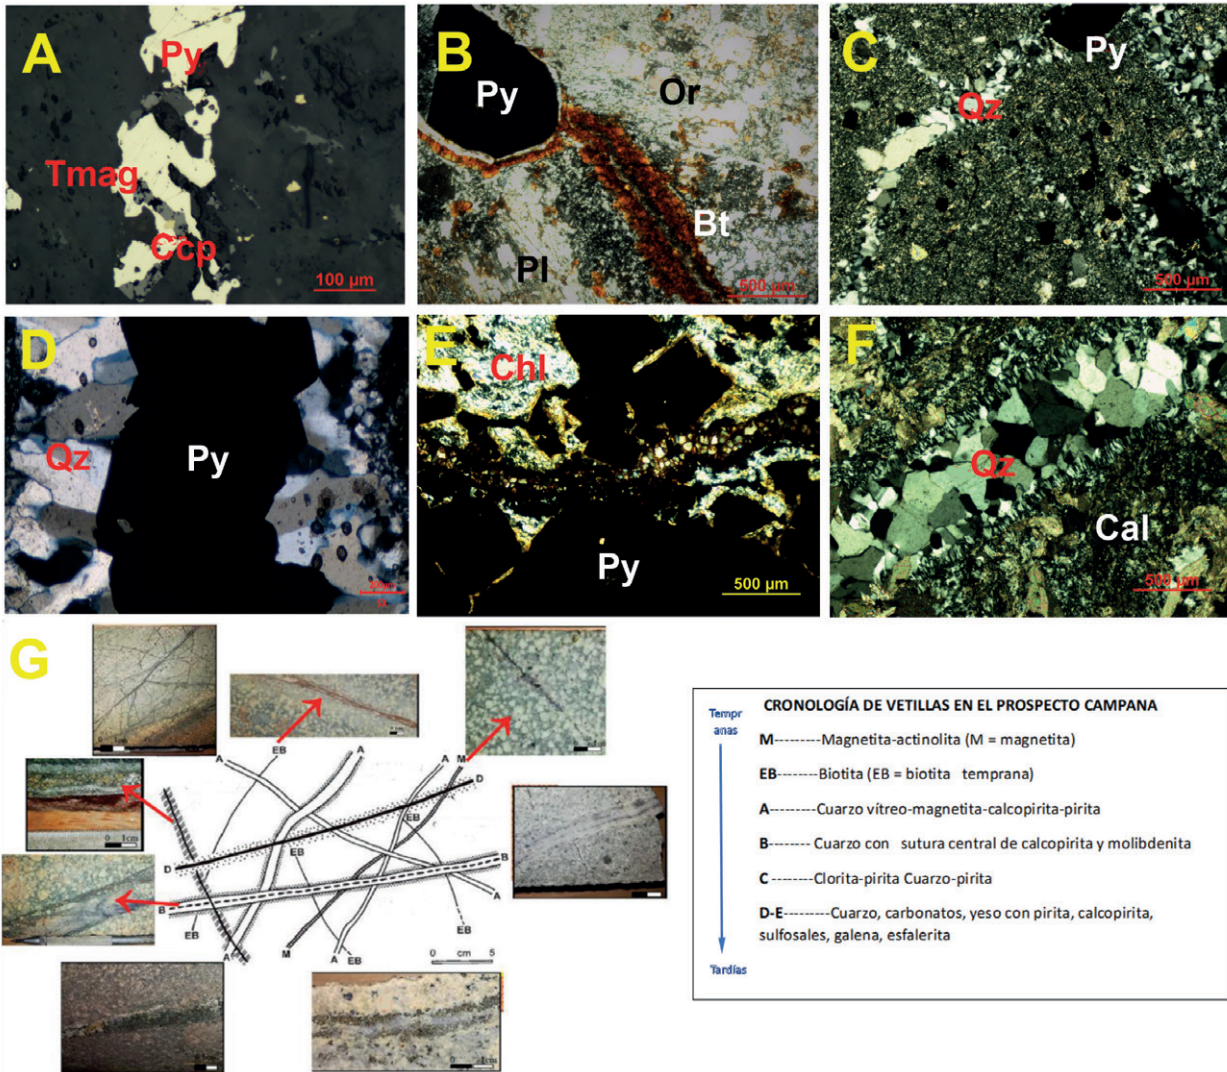 A
Py
Tmag
Ccp
100 µm
B
Py
Or
Bt
Pl
500 µm
C
Py
Qz
500 µm
D
Qz
Py
E
Chl
Py
500 µm
F
Qz
Cal
500 µm
G
EB
A
A
M
D
A
EB
EB
D
B
B
A
EB
EB
A
M
A
EB
0 cm 5
0 1cm
0 1cm
CRONOLOGÍA DE VETILLAS EN EL PROSPECTO CAMPANA
Tempr
anas
M--------Magnetita-actinolita (M = magnetita)
EB-------Biotita (EB = biotita temprana)
A--------Cuarzo vítreo-magnetita-calcopirita-pirita
B-------- Cuarzo con sutura central de calcopirita y molibdenita
C--------Clorita-pirita Cuarzo-pirita
D-E---------Cuarzo, carbonatos, yeso con pirita, calcopirita,
sulfosales, galena, esfalerita
Tardías